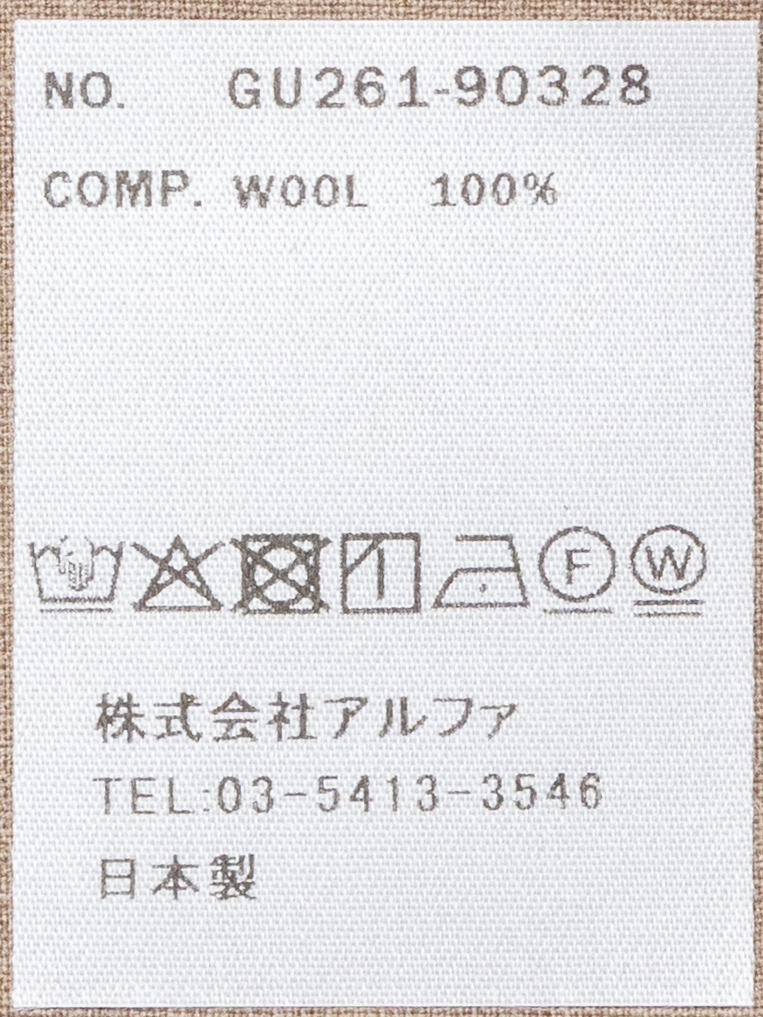 NO. GU261-90328
COMP. WOOL 100%
F W
株式会社アルファ
TEL:03-5413-3546
日本製